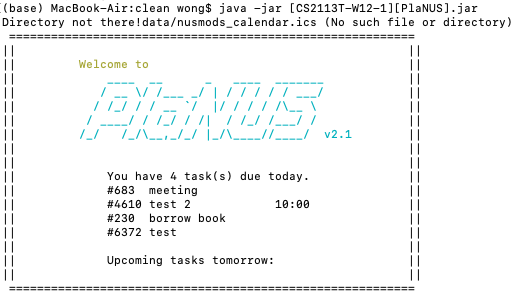 (base) MacBook-Air:clean wong$ java -jar [CS2113T-W12-1][PlaNUS].jar
Directory not there!data/nusmods_calendar.ics (No such file or directory)
Welcome to
PlaNUS
v2.1
You have 4 task(s) due today.
#683 meeting
#4610 test 2 10:00
#230 borrow book
#6372 test
Upcoming tasks tomorrow: